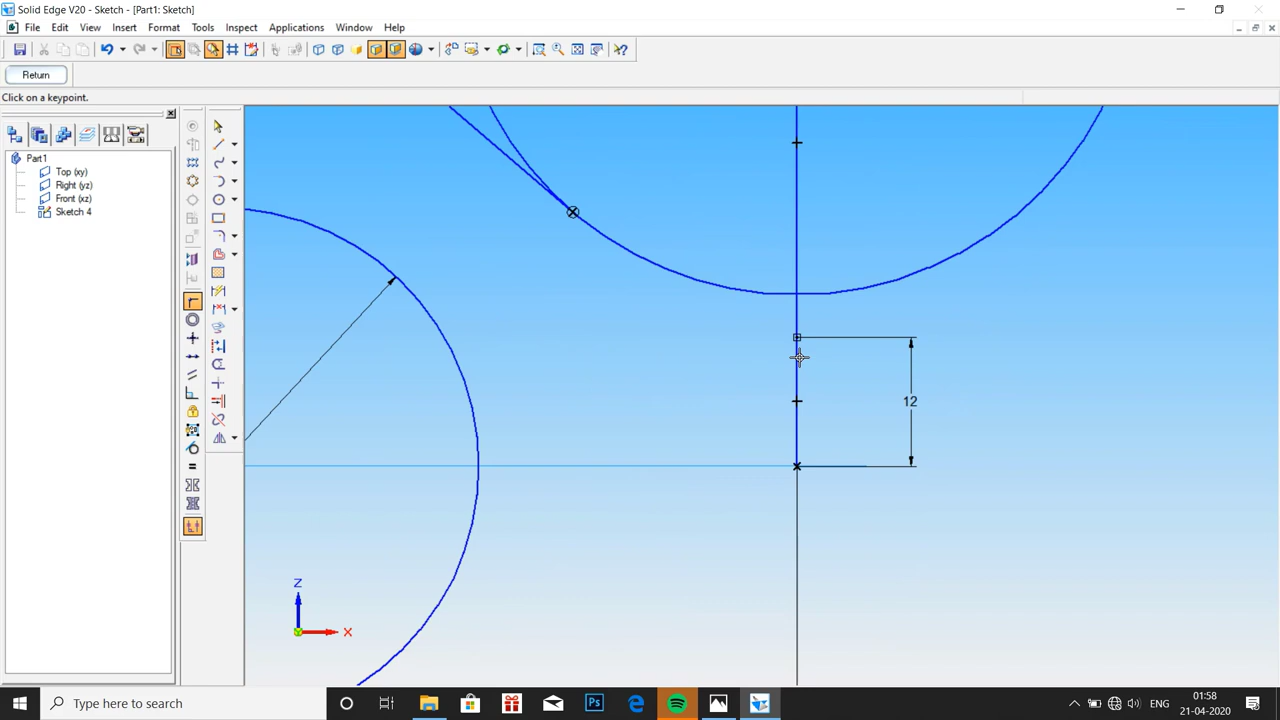 Solid Edge V20 - Sketch - [Part1: Sketch]
File Edit View Insert Format Tools Inspect Applications Window Help
Return
Click on a keypoint.
Part1
Top (xy)
Right (yz)
Front (xz)
Sketch 4
12
Z
X
Type here to search
Ps
ENG
01:58
21-04-2020